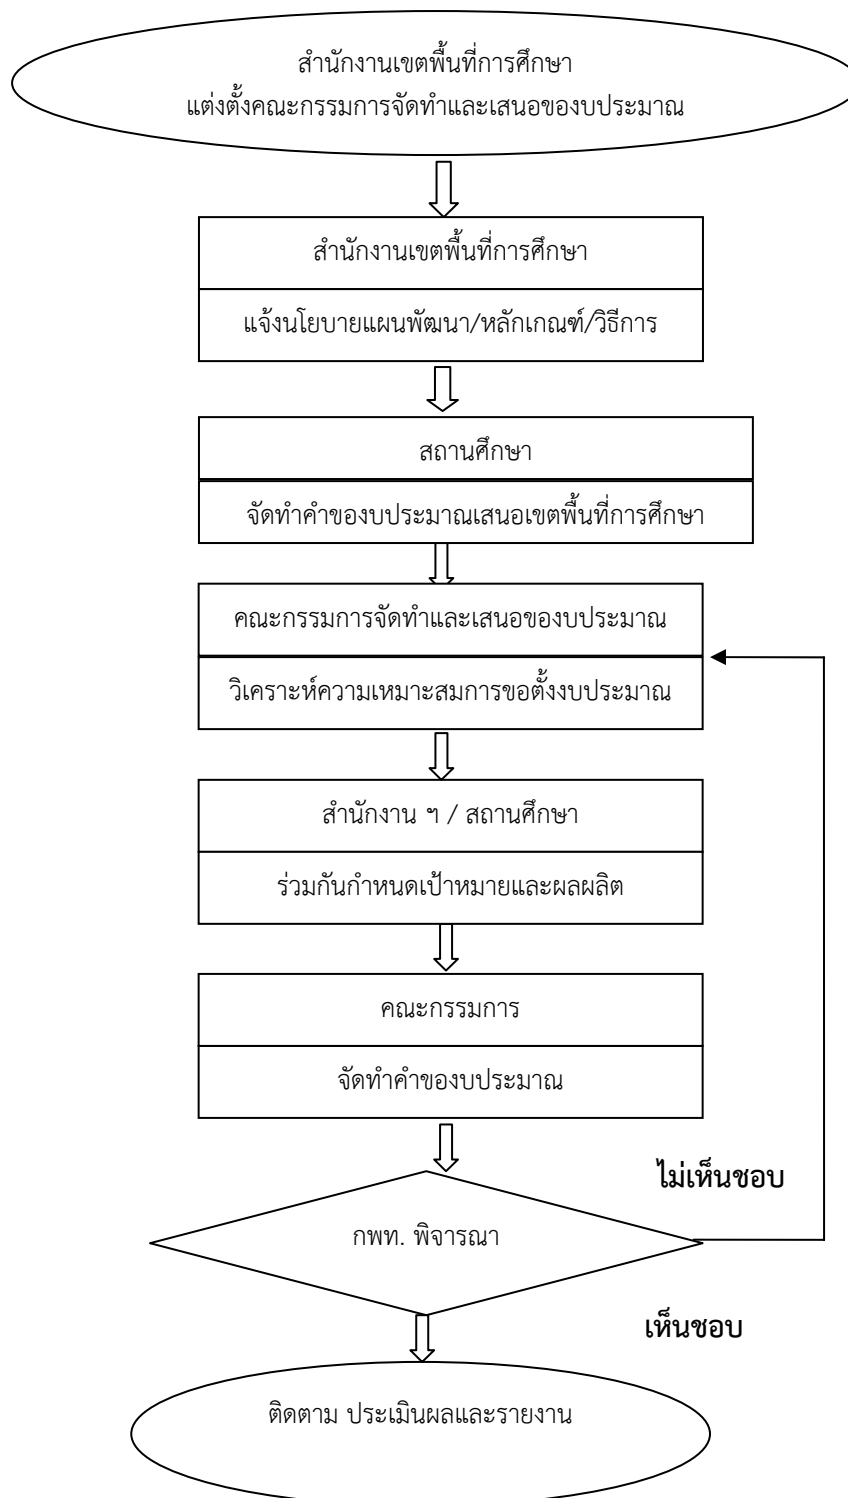 สำนักงานเขตพื้นที่การศึกษา
แต่งตั้งคณะกรรมการจัดทำและเสนอของบประมาณ
สำนักงานเขตพื้นที่การศึกษา
แจ้งนโยบายแผนพัฒนา/หลักเกณฑ์/วิธีการ
สถานศึกษา
จัดทำคำของบประมาณเสนอเขตพื้นที่การศึกษา
คณะกรรมการจัดทำและเสนอของบประมาณ
วิเคราะห์ความเหมาะสมการขอตั้งงบประมาณ
สำนักงาน ฯ / สถานศึกษา
ร่วมกันกำหนดเป้าหมายและผลผลิต
คณะกรรมการ
จัดทำคำของบประมาณ
ไม่เห็นชอบ
กพท. พิจารณา
เห็นชอบ
ติดตาม ประเมินผลและรายงาน